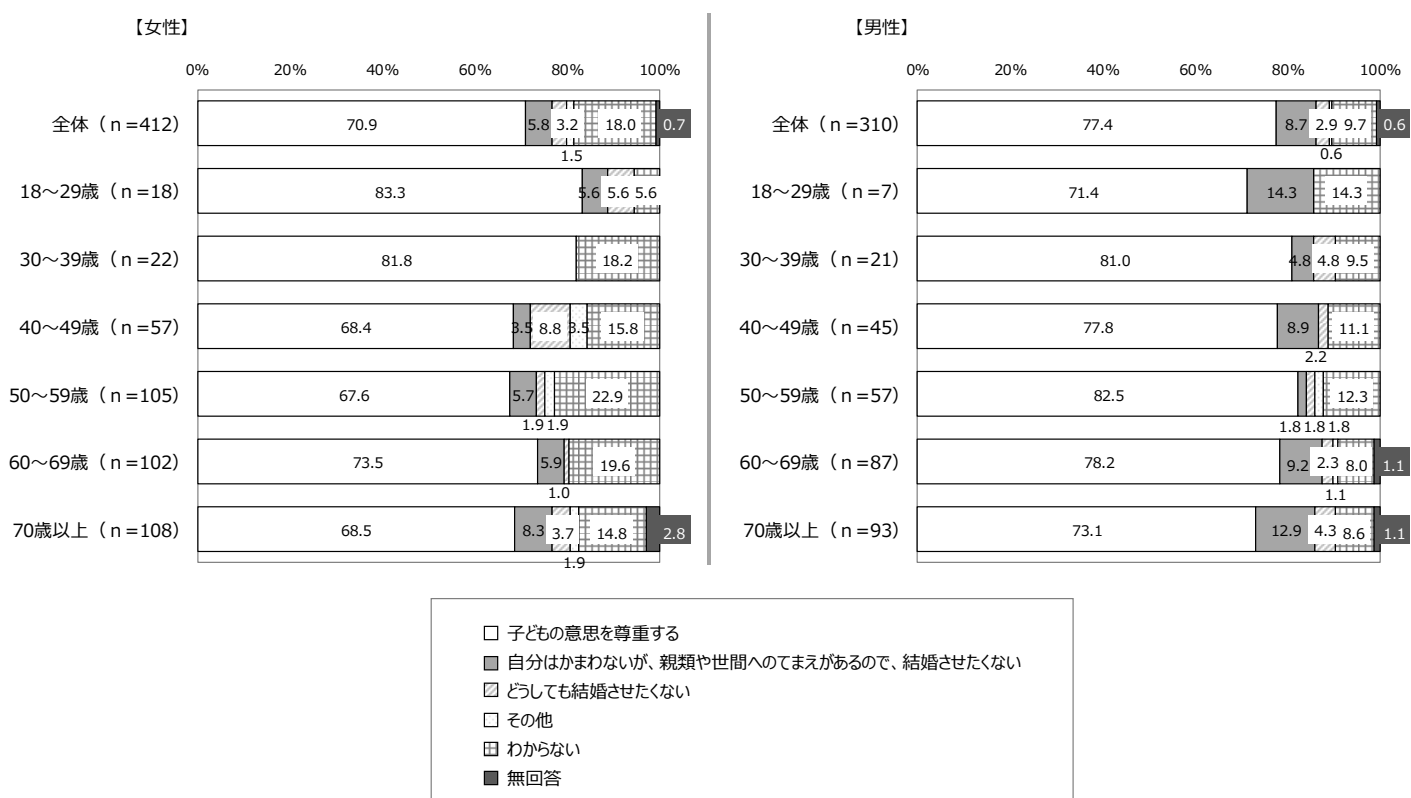 【女性】
0% 20% 40% 60% 80% 100%
全体（n=412） 70.9 5.8 3.2 18.0 0.7
1.5
18～29歳（n=18） 83.3 5.6 5.6 5.6
30～39歳（n=22） 81.8 18.2
40～49歳（n=57） 68.4 3.5 8.8 3.5 15.8
50～59歳（n=105） 67.6 5.7 22.9
1.9 1.9
60～69歳（n=102） 73.5 5.9 19.6
1.0
70歳以上（n=108） 68.5 8.3 3.7 14.8 2.8
1.9
【男性】
0% 20% 40% 60% 80% 100%
全体（n=310） 77.4 8.7 2.9 9.7 0.6
0.6
18～29歳（n=7） 71.4 14.3 14.3
30～39歳（n=21） 81.0 4.8 4.8 9.5
40～49歳（n=45） 77.8 8.9 11.1
2.2
50～59歳（n=57） 82.5 12.3
1.8 1.8 1.8
60～69歳（n=87） 78.2 9.2 2.3 8.0 1.1
1.1
70歳以上（n=93） 73.1 12.9 4.3 8.6 1.1
子どもの意思を尊重する
自分はかまわないが、親類や世間へのてまえがあるので、結婚させたくない
どうしても結婚させたくない
その他
わからない
無回答